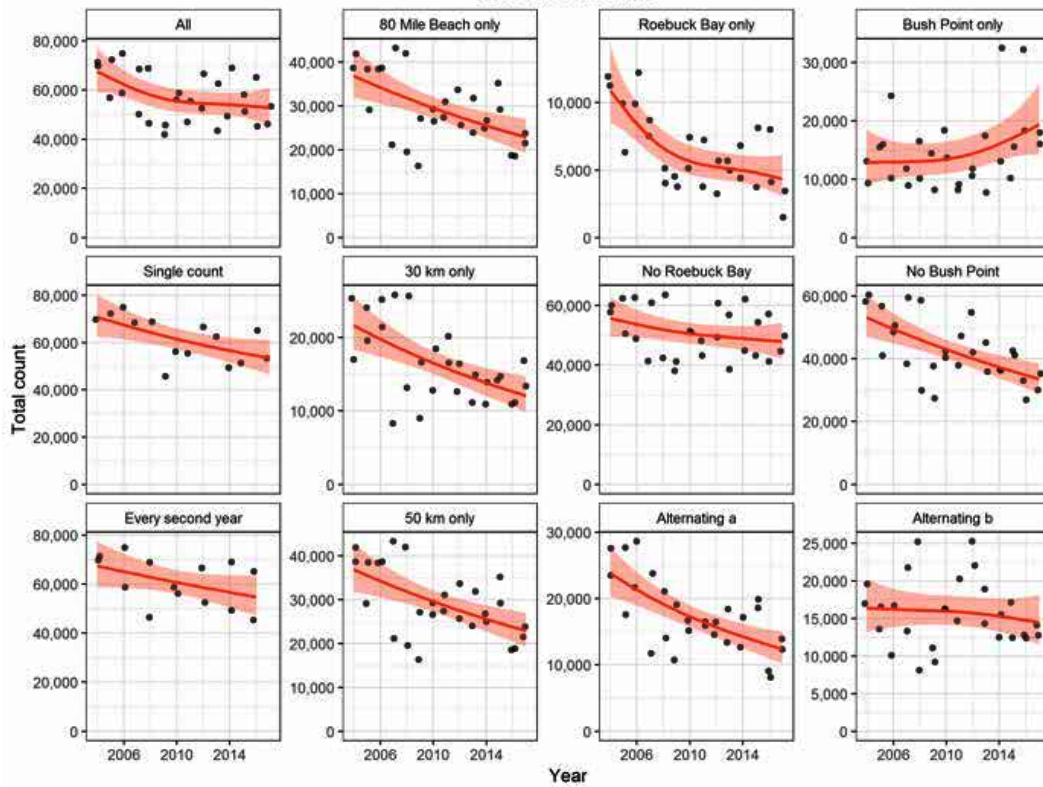 All
80 Mile Beach only
Roebuck Bay only
Bush Point only
80,000
60,000
40,000
20,000
0
40,000
30,000
20,000
10,000
0
10,000
5,000
0
30,000
20,000
10,000
0
Single count
30 km only
No Roebuck Bay
No Bush Point
80,000
60,000
40,000
20,000
0
20,000
10,000
0
60,000
40,000
20,000
0
60,000
40,000
20,000
0
Every second year
50 km only
Alternating a
Alternating b
80,000
60,000
40,000
20,000
0
40,000
30,000
20,000
10,000
0
30,000
20,000
10,000
0
25,000
20,000
15,000
10,000
5,000
0
2006 2010 2014
2006 2010 2014
2006 2010 2014
2006 2010 2014
Total count
Year